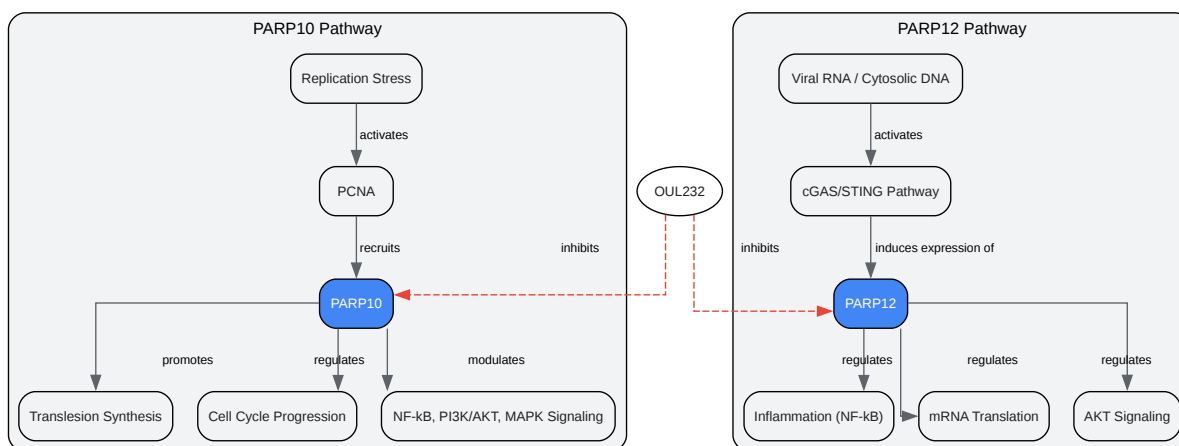 PARP10 Pathway
Replication Stress
activates
PCNA
recruits
inhibits
PARP10
promotes
regulates
modulates
Translesion Synthesis
Cell Cycle Progression
NF-kB, PI3K/AKT, MAPK Signaling
OUL232
PARP12 Pathway
Viral RNA / Cytosolic DNA
activates
cGAS/STING Pathway
inhibits
induces expression of
PARP12
regulates
regulates
regulates
Inflammation (NF-kB)
mRNA Translation
AKT Signaling